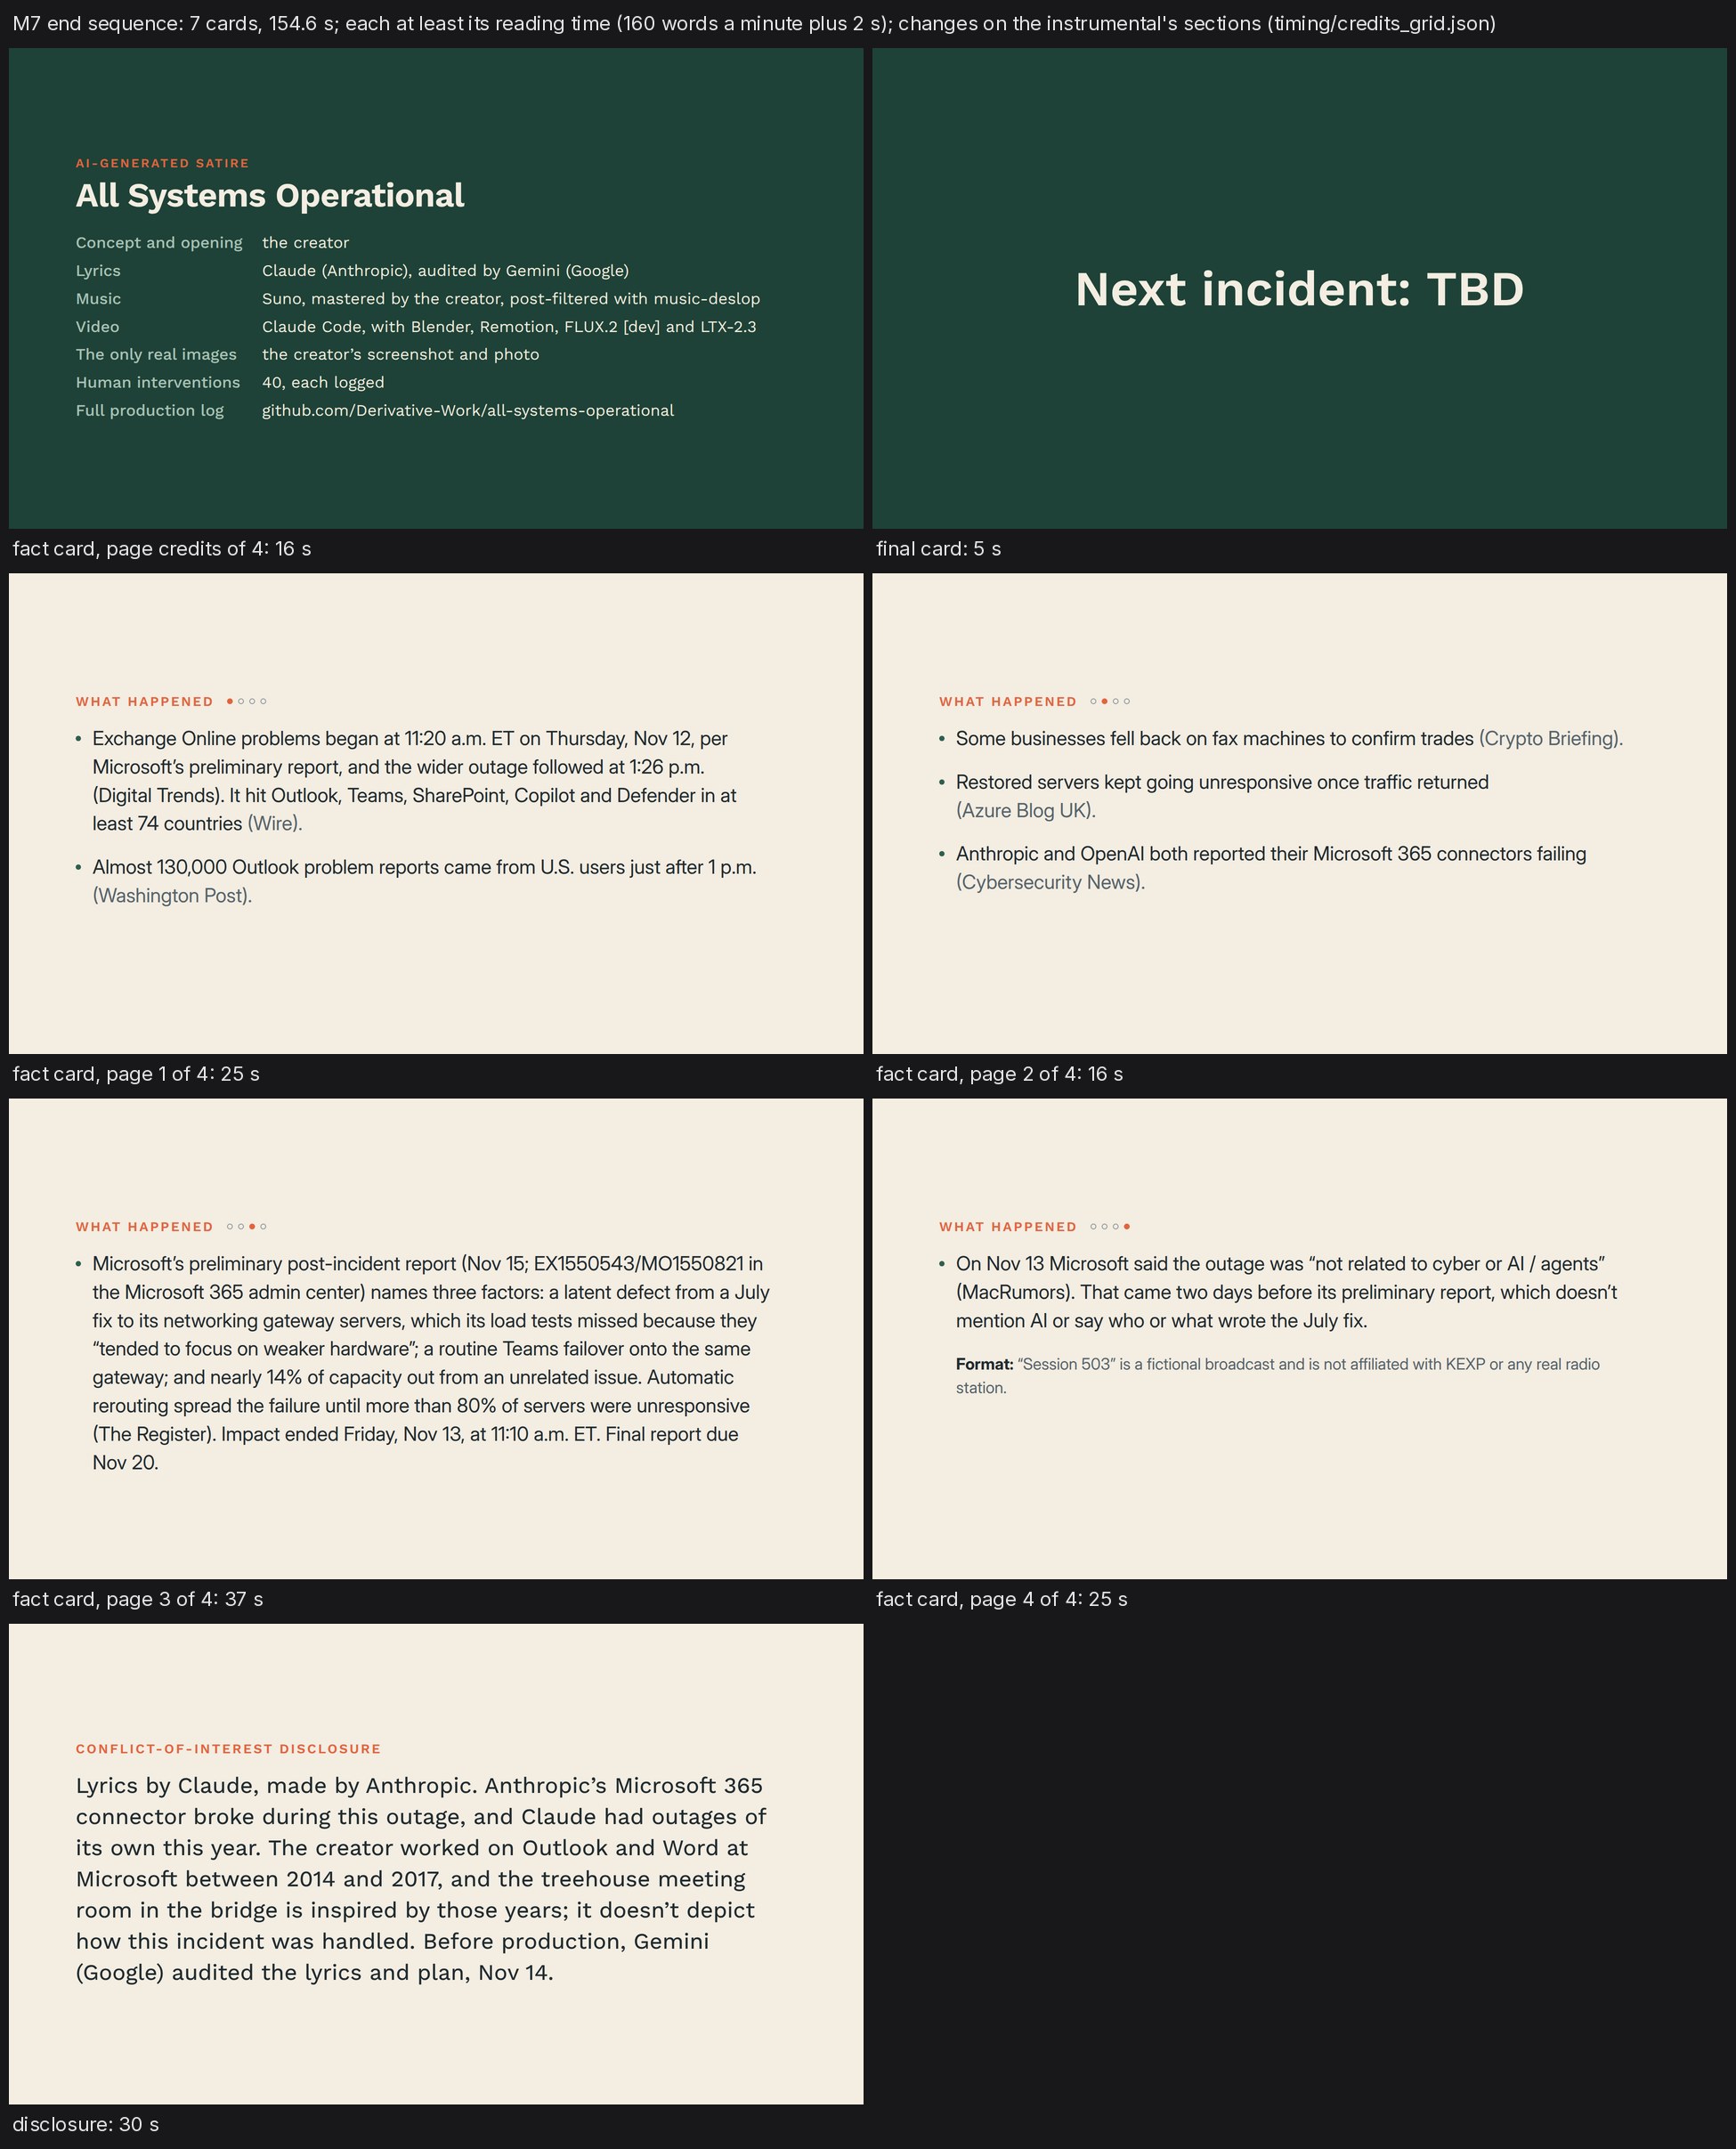 M7 end sequence: 7 cards, 154.6 s; each at least its reading time (160 words a minute plus 2 s); changes on the instrumental's sections (timing/credits_grid.json)
AI-GENERATED SATIRE
All Systems Operational
Concept and opening the creator
Lyrics Claude (Anthropic), audited by Gemini (Google)
Music Suno, mastered by the creator, post-filtered with music-deslop
Video Claude Code, with Blender, Remotion, FLUX.2 [dev] and LTX-2.3
The only real images the creator’s screenshot and photo
Human interventions 40, each logged
Full production log github.com/Derivative-Work/all-systems-operational
fact card, page credits of 4: 16 s
Next incident: TBD
final card: 5 s
WHAT HAPPENED
• Exchange Online problems began at 11:20 a.m. ET on Thursday, Nov 12, per
Microsoft’s preliminary report, and the wider outage followed at 1:26 p.m.
(Digital Trends). It hit Outlook, Teams, SharePoint, Copilot and Defender in at
least 74 countries (Wire).
• Almost 130,000 Outlook problem reports came from U.S. users just after 1 p.m.
(Washington Post).
fact card, page 1 of 4: 25 s
WHAT HAPPENED
• Some businesses fell back on fax machines to confirm trades (Crypto Briefing).
• Restored servers kept going unresponsive once traffic returned
(Azure Blog UK).
• Anthropic and OpenAI both reported their Microsoft 365 connectors failing
(Cybersecurity News).
fact card, page 2 of 4: 16 s
WHAT HAPPENED
• Microsoft’s preliminary post-incident report (Nov 15; EX1550543/MO1550821 in
the Microsoft 365 admin center) names three factors: a latent defect from a July
fix to its networking gateway servers, which its load tests missed because they
“tended to focus on weaker hardware”; a routine Teams failover onto the same
gateway; and nearly 14% of capacity out from an unrelated issue. Automatic
rerouting spread the failure until more than 80% of servers were unresponsive
(The Register). Impact ended Friday, Nov 13, at 11:10 a.m. ET. Final report due
Nov 20.
fact card, page 3 of 4: 37 s
WHAT HAPPENED
• On Nov 13 Microsoft said the outage was “not related to cyber or AI / agents”
(MacRumors). That came two days before its preliminary report, which doesn’t
mention AI or say who or what wrote the July fix.
Format: “Session 503” is a fictional broadcast and is not affiliated with KEXP or any real radio
station.
fact card, page 4 of 4: 25 s
CONFLICT-OF-INTEREST DISCLOSURE
Lyrics by Claude, made by Anthropic. Anthropic’s Microsoft 365
connector broke during this outage, and Claude had outages of
its own this year. The creator worked on Outlook and Word at
Microsoft between 2014 and 2017, and the treehouse meeting
room in the bridge is inspired by those years; it doesn’t depict
how this incident was handled. Before production, Gemini
(Google) audited the lyrics and plan, Nov 14.
disclosure: 30 s